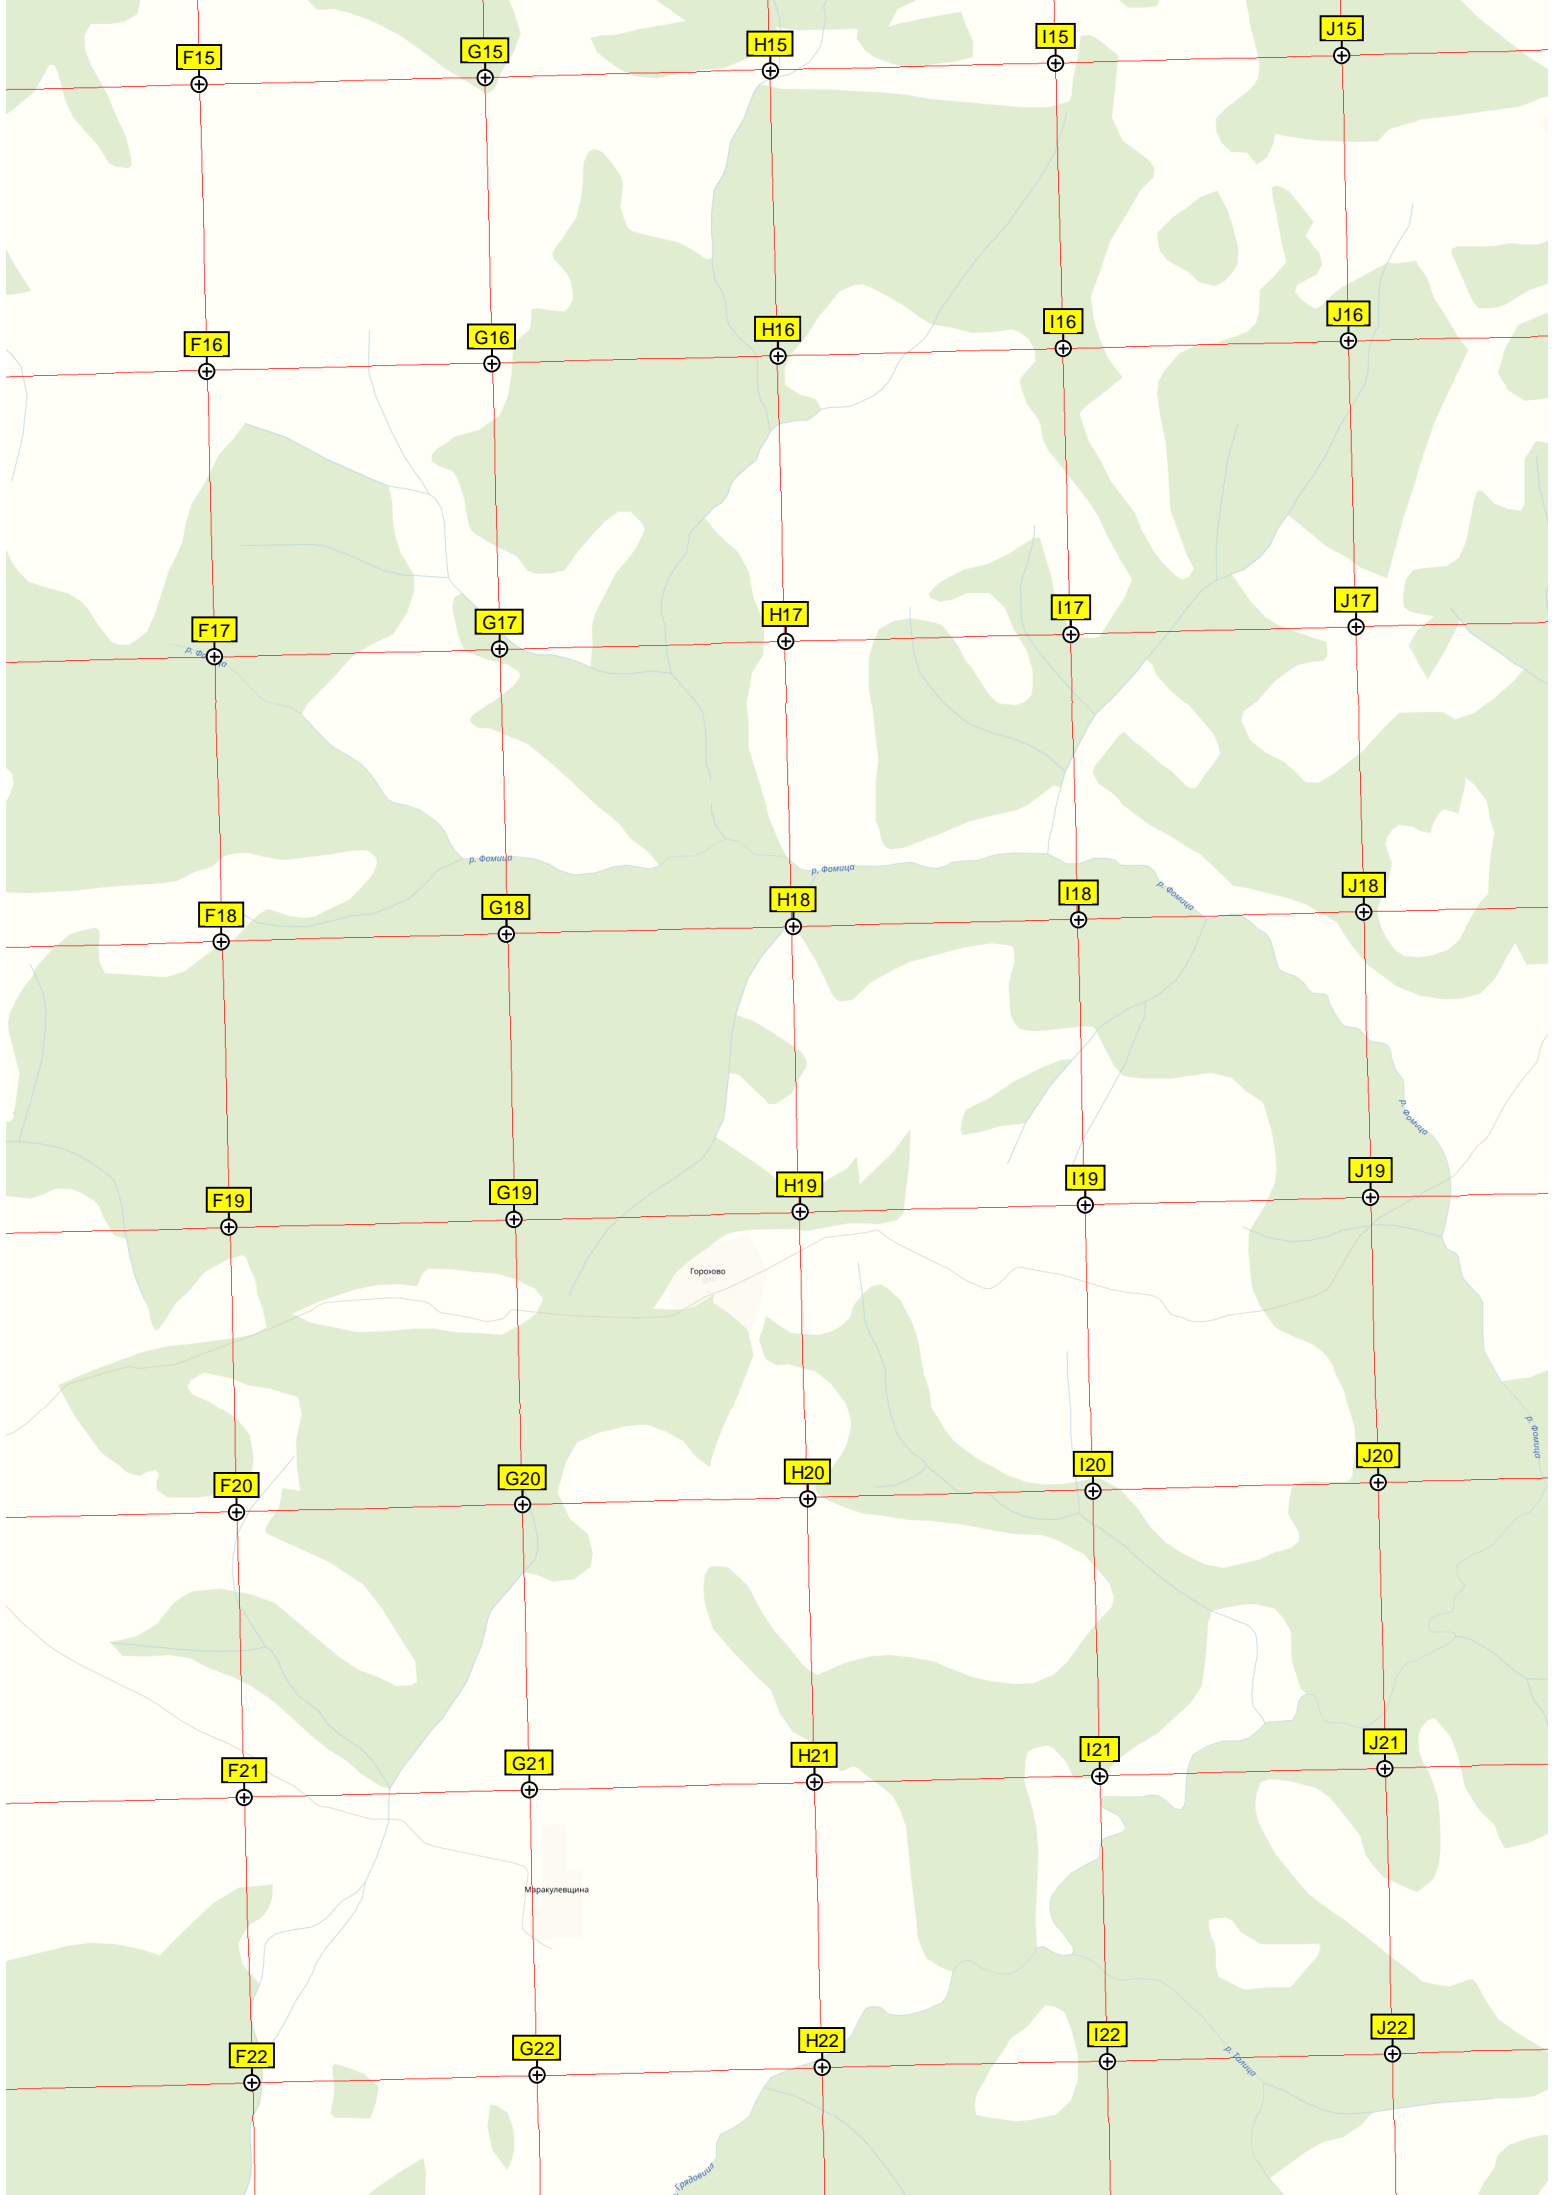 F15
G15
H15
I15
J15
F16
G16
H16
I16
J16
F17
G17
H17
I17
J17
р. Фомица
р. Фомица
р. Фомица
р. Фомица
F18
G18
H18
I18
J18
р. Фомица
F19
G19
H19
I19
J19
Горохово
р. Фомица
F20
G20
H20
I20
J20
F21
G21
H21
I21
J21
Маракулевщина
F22
G22
H22
I22
J22
р. Талица